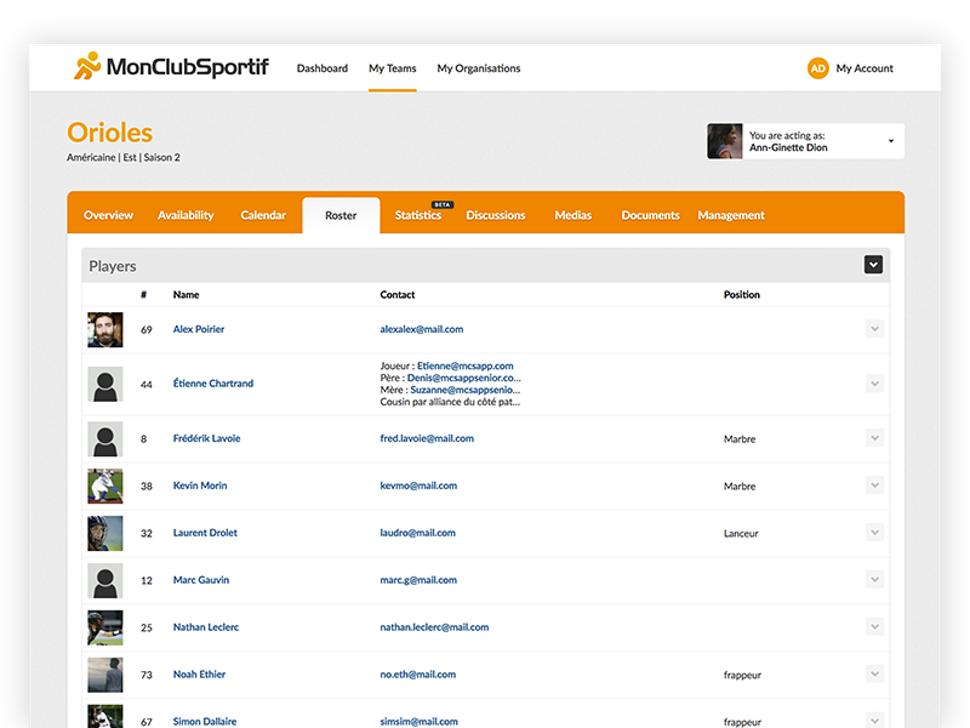 MonClubSportif Dashboard My Teams My Organisations AD My Account
Orioles
Américaine | Est | Saison 2
You are acting as:
Ann-Ginette Dion
Overview Availability Calendar Roster Statistics BETA Discussions Medias Documents Management
Players
# Name Contact Position
69 Alex Poirier alexalex@mail.com
44 Étienne Chartrand
Joueur : Etienne@mcsapp.com
Père : Denis@mcsappsenior.co...
Mère : Suzanne@mcsappsenio...
Cousin par alliance du côté pat...
8 Frédérik Lavoie fred.lavoie@mail.com Marbre
38 Kevin Morin kevmo@mail.com Marbre
32 Laurent Drolet laudro@mail.com Lanceur
12 Marc Gauvin marc.g@mail.com
25 Nathan Leclerc nathan.leclerc@mail.com
73 Noah Ethier no.eth@mail.com frappeur
67 Simon Dallaire simsim@mail.com frappeur